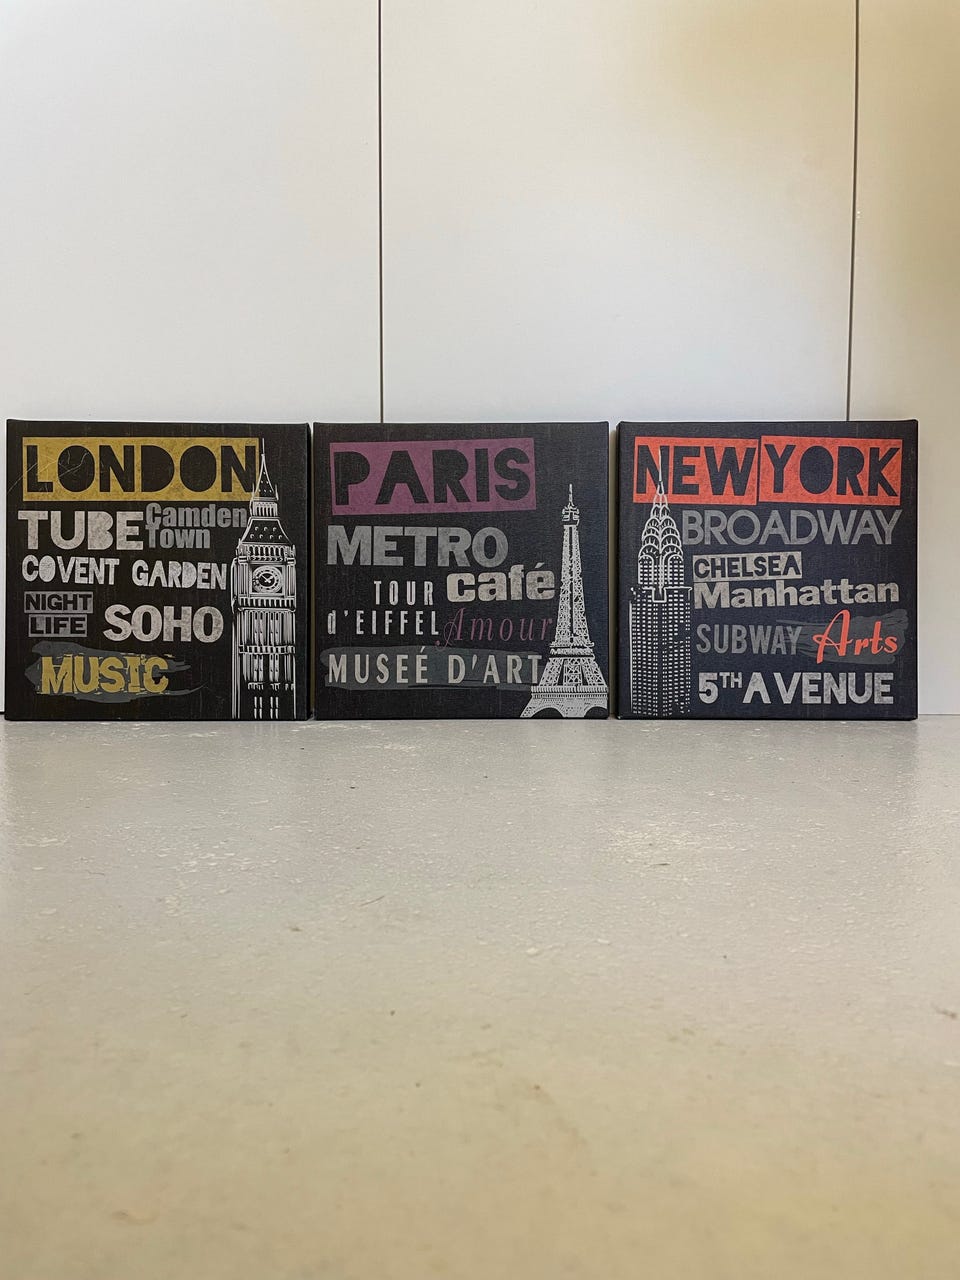 LONDON
TUBE Camden Town
COVENT GARDEN
NIGHT LIFE SOHO
MUSIC
PARIS
METRO
TOUR café
d'EIFFEL Amour
MUSEÉ D'ART
NEW YORK
BROADWAY
CHELSEA
Manhattan
SUBWAY Arts
5TH AVENUE